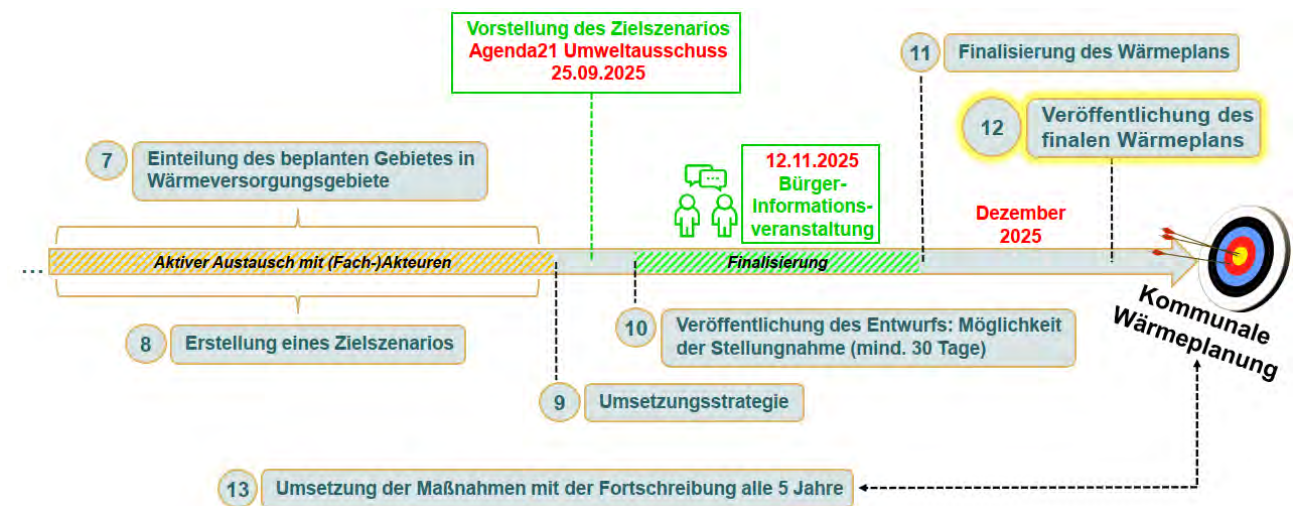 Vorstellung des Zielszenarios
Agenda21 Umweltausschuss
25.09.2025
11
Finalisierung des Wärmeplans
12
Veröffentlichung des
finalen Wärmeplans
7
Einteilung des beplanten Gebietes in
Wärmeversorgungsgebiete
12.11.2025
Bürger-
Informations-
veranstaltung
Dezember
2025
...
Aktiver Austausch mit (Fach-)Akteuren
Finalisierung
Kommunale
Wärmeplanung
8
Erstellung eines Zielszenarios
10
Veröffentlichung des Entwurfs: Möglichkeit
der Stellungnahme (mind. 30 Tage)
9
Umsetzungsstrategie
13
Umsetzung der Maßnahmen mit der Fortschreibung alle 5 Jahre